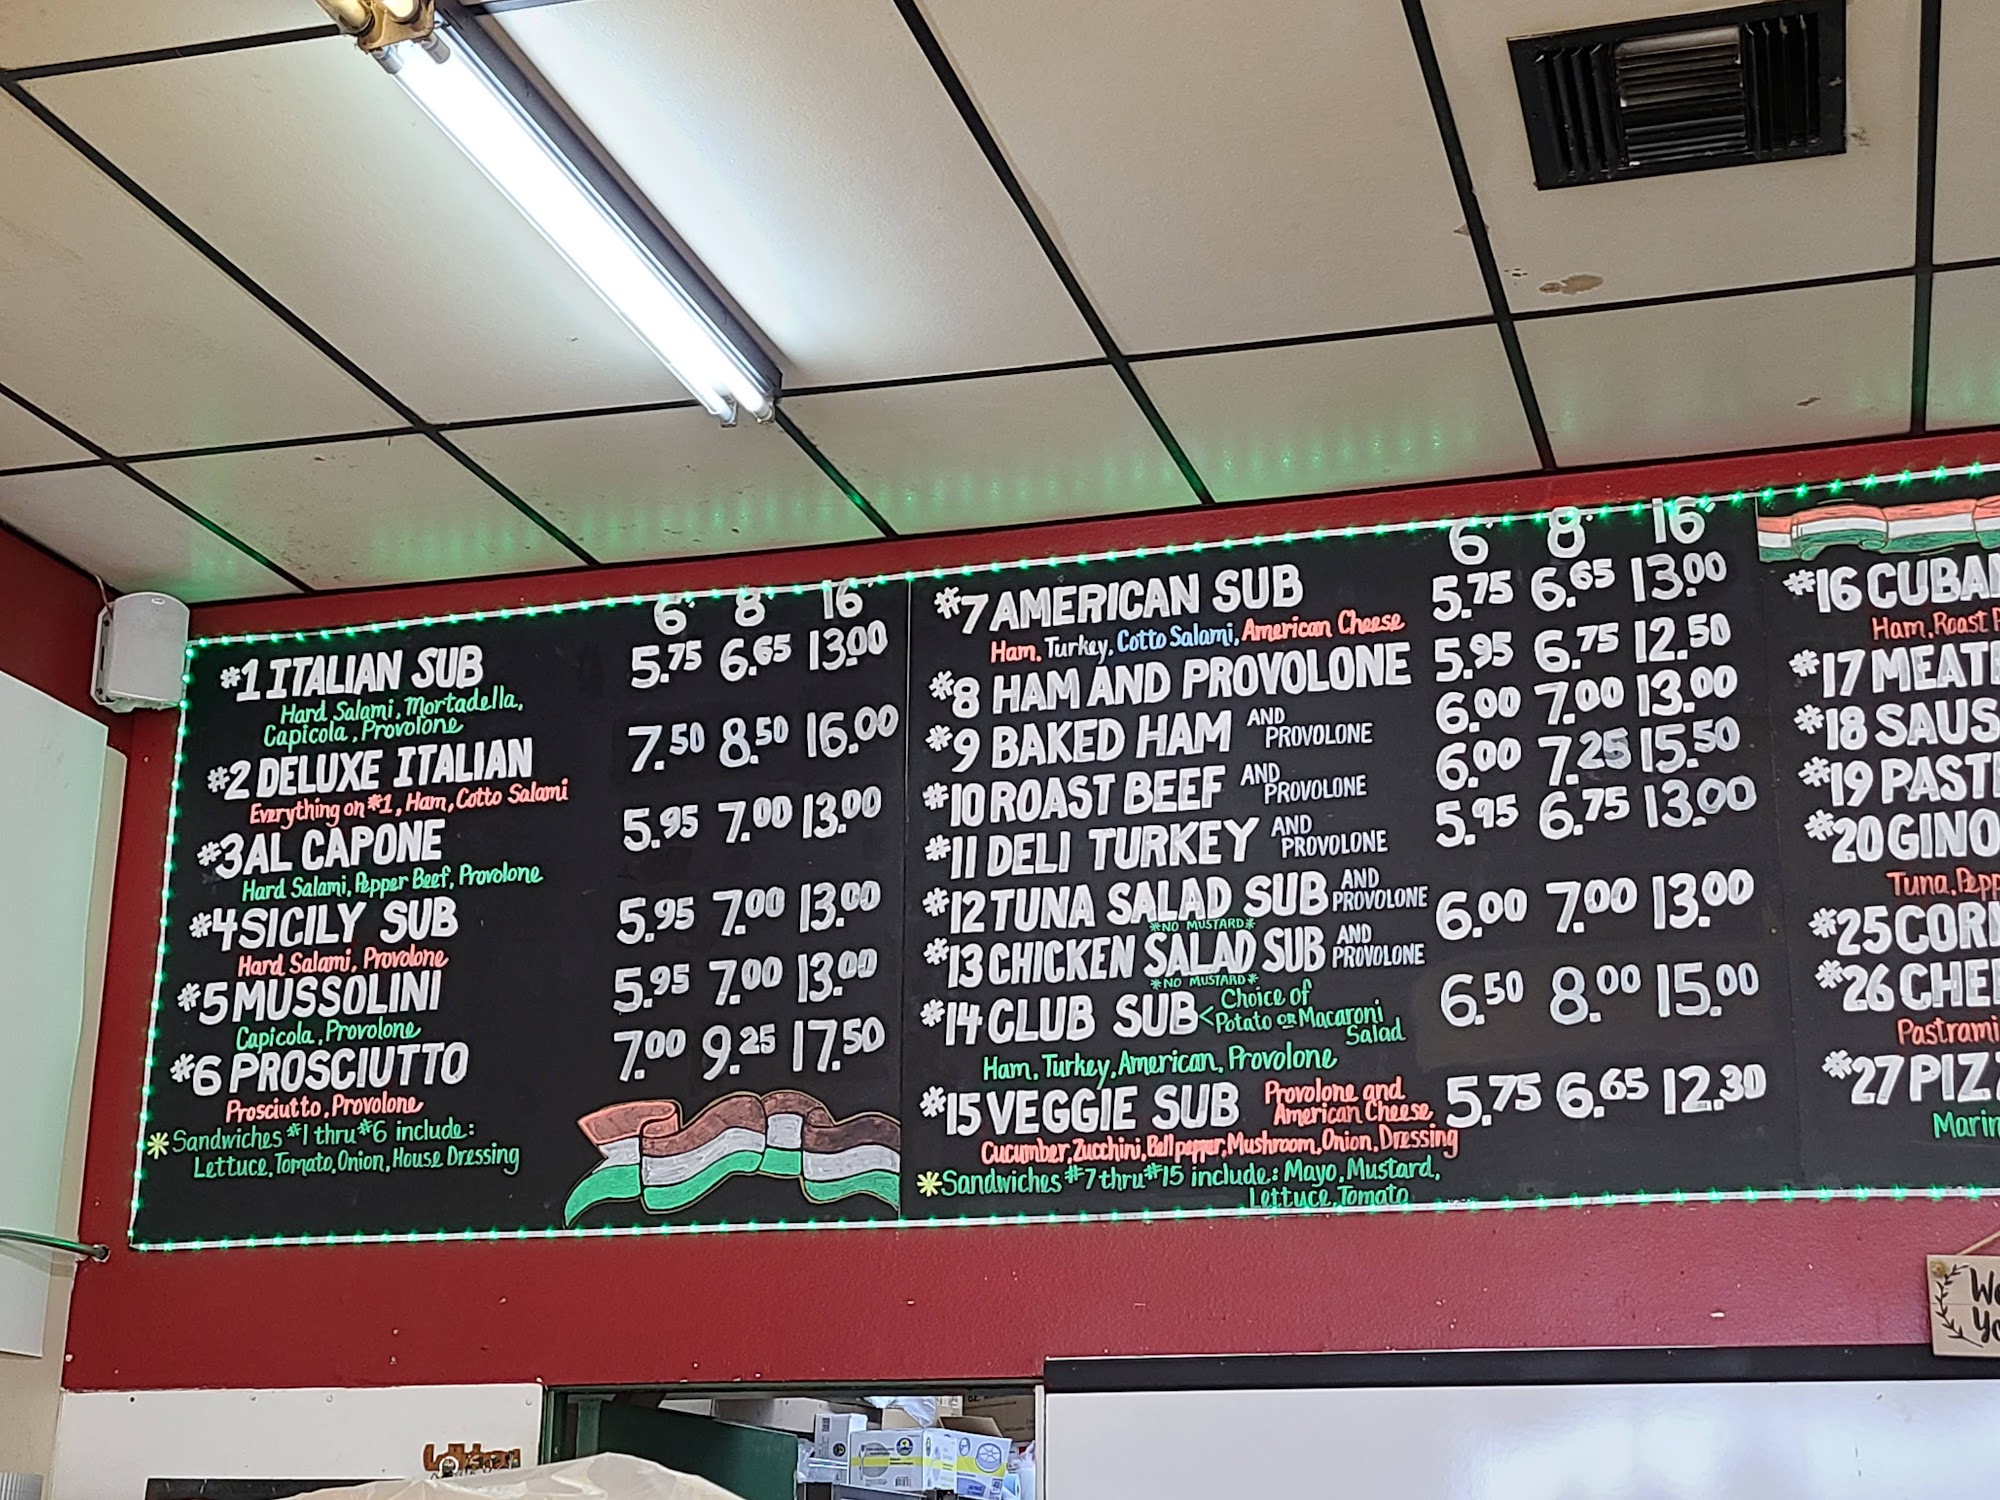 6" 8" 16"
#1 ITALIAN SUB 5.75 6.65 13.00
Hard Salami, Mortadella,
Capicola, Provolone
#2 DELUXE ITALIAN 7.50 8.50 16.00
Everything on #1, Ham, Cotto Salami
#3 AL CAPONE 5.95 7.00 13.00
Hard Salami, Pepper Beef, Provolone
#4 SICILY SUB 5.95 7.00 13.00
Hard Salami, Provolone
#5 MUSSOLINI 5.95 7.00 13.00
Capicola, Provolone
#6 PROSCIUTTO 7.00 9.25 17.50
Prosciutto, Provolone
*Sandwiches #1 thru #6 include:
Lettuce, Tomato, Onion, House Dressing
6" 8" 16"
#7 AMERICAN SUB 5.75 6.65 13.00
Ham, Turkey, Cotto Salami, American Cheese
#8 HAM AND PROVOLONE 5.95 6.75 12.50
#9 BAKED HAM AND PROVOLONE 6.00 7.00 13.00
#10 ROAST BEEF AND PROVOLONE 6.00 7.25 15.50
#11 DELI TURKEY AND PROVOLONE 5.95 6.75 13.00
#12 TUNA SALAD SUB AND PROVOLONE 6.00 7.00 13.00
*NO MUSTARD*
#13 CHICKEN SALAD SUB AND PROVOLONE
*NO MUSTARD*
#14 CLUB SUB < Choice of Potato or Macaroni Salad 6.50 8.00 15.00
Ham, Turkey, American, Provolone
#15 VEGGIE SUB Provolone and American Cheese 5.75 6.65 12.30
Cucumber, Zucchini, Bell pepper, Mushroom, Onion, Dressing
*Sandwiches #7 thru #15 include: Mayo, Mustard,
Lettuce, Tomato
#16 CUBAN
Ham, Roast
#17
#18
#19
#20 GINO
Tuna,
#25
#26
Pastrami
#27